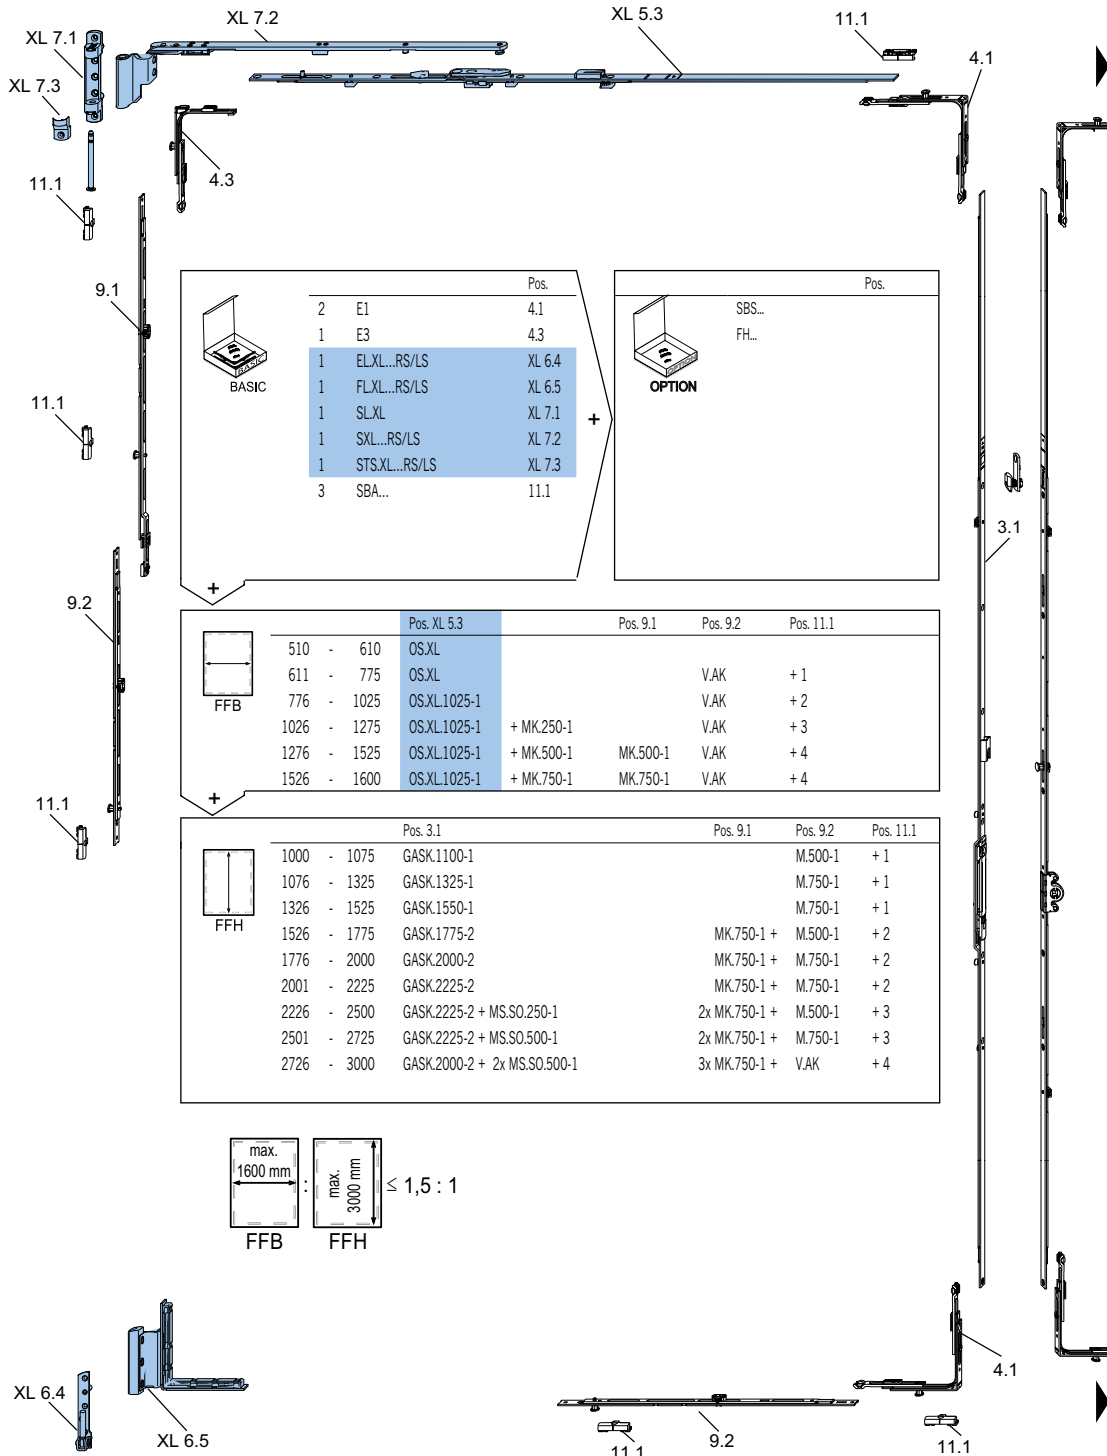 XL 7.2
XL 5.3
11.1
XL 7.1
4.1
XL 7.3
4.3
11.1
9.1
11.1
9.2
11.1
3.1
BASIC
BASIC
Pos.
2 E1 4.1
1 E3 4.3
1 EL.XL...RS/LS XL 6.4
1 FL.XL...RS/LS XL 6.5
1 SL.XL XL 7.1
1 SXL...RS/LS XL 7.2
1 STS.XL...RS/LS XL 7.3
3 SBA... 11.1
+
OPTION
OPTION
Pos.
SBS...
FH...
+
FFB
Pos. XL 5.3 Pos. 9.1 Pos. 9.2 Pos. 11.1
510 - 610 OS.XL
611 - 775 OS.XL V.AK + 1
776 - 1025 OS.XL.1025-1 V.AK + 2
1026 - 1275 OS.XL.1025-1 + MK.250-1 V.AK + 3
1276 - 1525 OS.XL.1025-1 + MK.500-1 MK.500-1 V.AK + 4
1526 - 1600 OS.XL.1025-1 + MK.750-1 MK.750-1 V.AK + 4
+
FFH
Pos. 3.1 Pos. 9.1 Pos. 9.2 Pos. 11.1
1000 - 1075 GASK.1100-1 M.500-1 + 1
1076 - 1325 GASK.1325-1 M.750-1 + 1
1326 - 1525 GASK.1550-1 M.750-1 + 1
1526 - 1775 GASK.1775-2 MK.750-1 + M.500-1 + 2
1776 - 2000 GASK.2000-2 MK.750-1 + M.750-1 + 2
2001 - 2225 GASK.2225-2 MK.750-1 + M.750-1 + 2
2226 - 2500 GASK.2225-2 + MS.SO.250-1 2x MK.750-1 + M.500-1 + 3
2501 - 2725 GASK.2225-2 + MS.SO.500-1 2x MK.750-1 + M.750-1 + 3
2726 - 3000 GASK.2000-2 + 2x MS.SO.500-1 3x MK.750-1 + V.AK + 4
max.
1600 mm
:
max.
3000 mm
≤ 1,5 : 1
FFB
FFH
4.1
XL 6.4
XL 6.5
11.1
9.2
11.1